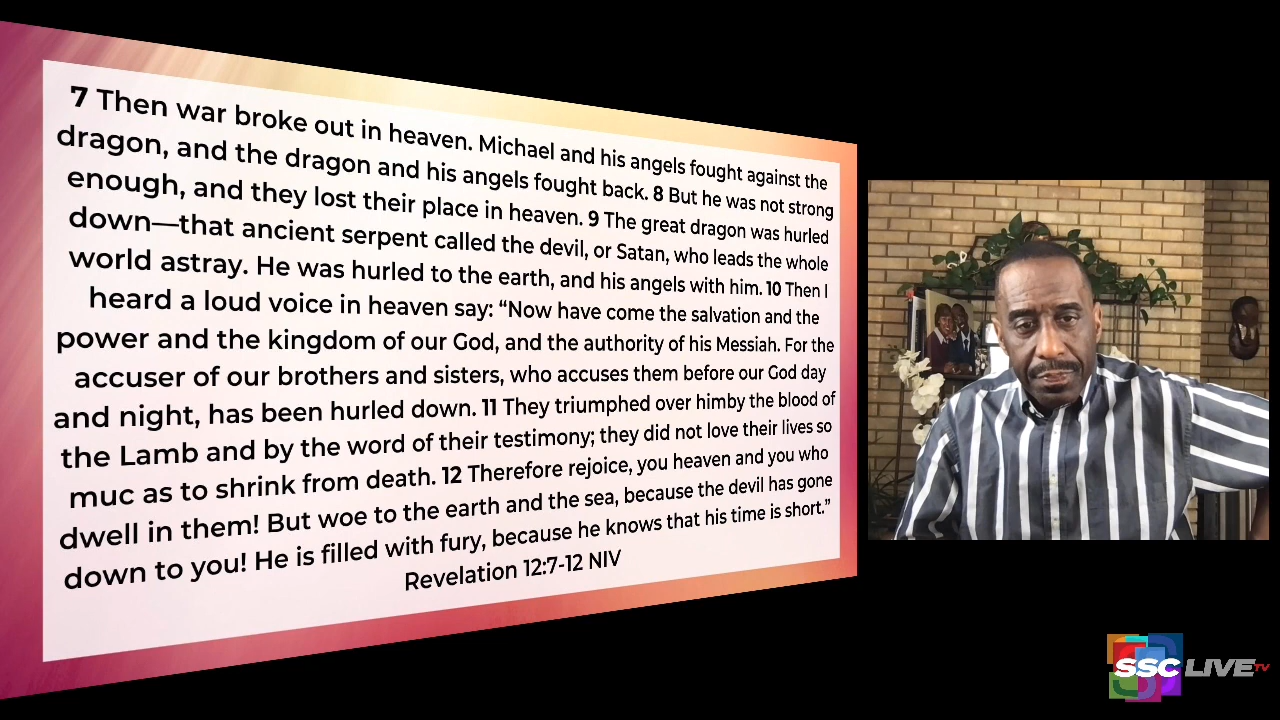 7 Then war broke out in heaven. Michael and his angels fought against the
dragon, and the dragon and his angels fought back. 8 But he was not strong
enough, and they lost their place in heaven. 9 The great dragon was hurled
down—that ancient serpent called the devil, or Satan, who leads the whole
world astray. He was hurled to the earth, and his angels with him. 10 Then I
heard a loud voice in heaven say: “Now have come the salvation and the
power and the kingdom of our God, and the authority of his Messiah. For the
accuser of our brothers and sisters, who accuses them before our God day
and night, has been hurled down. 11 They triumphed over himby the blood of
the Lamb and by the word of their testimony; they did not love their lives so
muc as to shrink from death. 12 Therefore rejoice, you heaven and you who
dwell in them! But woe to the earth and the sea, because the devil has gone
down to you! He is filled with fury, because he knows that his time is short.”
Revelation 12:7-12 NIV
SSC LIVE TV